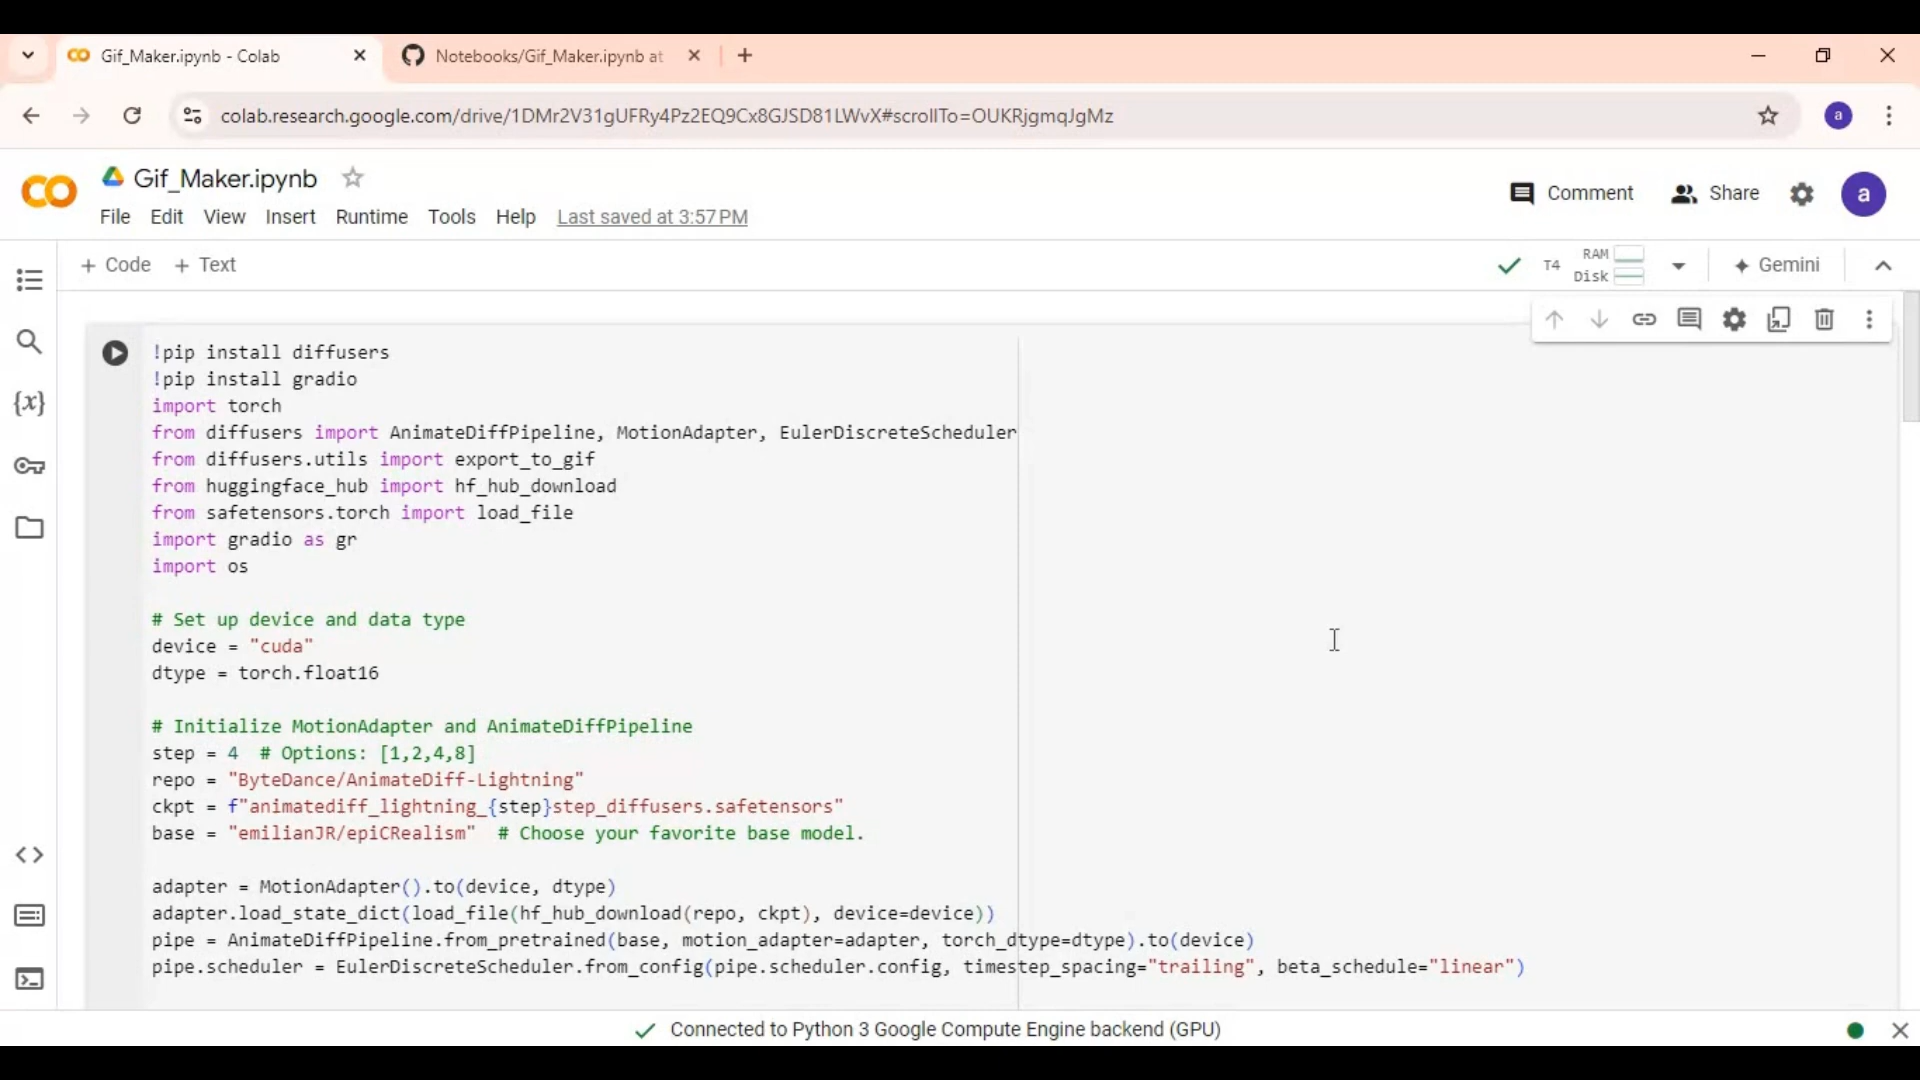 Gif_Maker.ipynb - Colab
Notebooks/Gif_Maker.ipynb at
colab.research.google.com/drive/1DMr2V31gUFRy4Pz2EQ9Cx8GJSD81LWvX#scrollTo=OUKRjgmqJgMz
a
Gif_Maker.ipynb
Comment
Share
a
File Edit View Insert Runtime Tools Help Last saved at 3:57 PM
+ Code + Text
T4
RAM
Disk
Gemini
!pip install diffusers
!pip install gradio
import torch
from diffusers import AnimateDiffPipeline, MotionAdapter, EulerDiscreteScheduler
from diffusers.utils import export_to_gif
from huggingface_hub import hf_hub_download
from safetensors.torch import load_file
import gradio as gr
import os
# Set up device and data type
device = "cuda"
dtype = torch.float16
# Initialize MotionAdapter and AnimateDiffPipeline
step = 4  # Options: [1,2,4,8]
repo = "ByteDance/AnimateDiff-Lightning"
ckpt = f"animatediff_lightning_{step}step_diffusers.safetensors"
base = "emilianJR/epiCRealism"  # Choose your favorite base model.
adapter = MotionAdapter().to(device, dtype)
adapter.load_state_dict(load_file(hf_hub_download(repo, ckpt), device=device))
pipe = AnimateDiffPipeline.from_pretrained(base, motion_adapter=adapter, torch_dtype=dtype).to(device)
pipe.scheduler = EulerDiscreteScheduler.from_config(pipe.scheduler.config, timestep_spacing="trailing", beta_schedule="linear")
Connected to Python 3 Google Compute Engine backend (GPU)